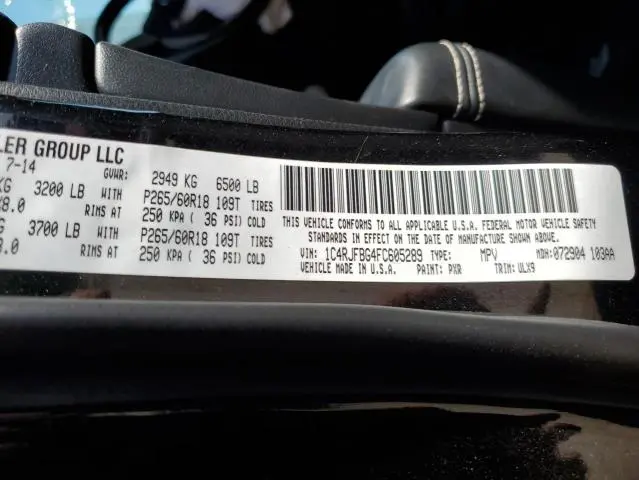 LER GROUP LLC
7-14 GVWR: 2949 KG 6500 LB
KG 3200 LB WITH P265/60R18 109T TIRES
X8.0 RIMS AT 250 KPA ( 36 PSI) COLD
G 3700 LB WITH P265/60R18 109T TIRES
8.0 RIMS AT 250 KPA ( 36 PSI) COLD
THIS VEHICLE CONFORMS TO ALL APPLICABLE U.S.A. FEDERAL MOTOR VEHICLE SAFETY
STANDARDS IN EFFECT ON THE DATE OF MANUFACTURE SHOWN ABOVE.
VIN: 1C4RJFBG4FC605289 TYPE: MPV MDH: 072904 103AA
VEHICLE MADE IN U.S.A. PAINT: PXR TRIM: ULX9